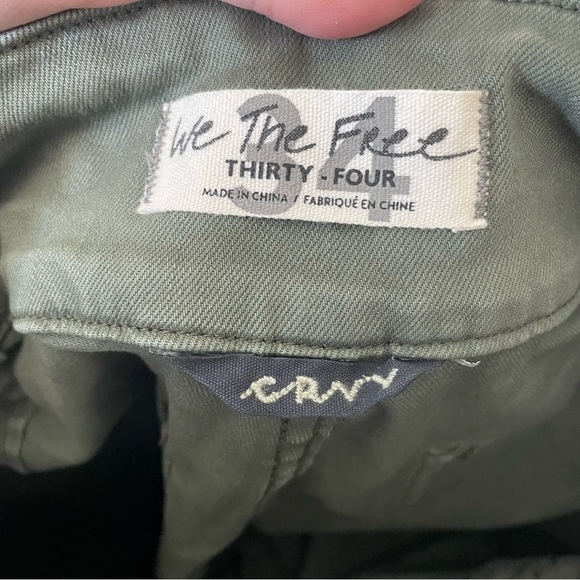 34
We The Free
THIRTY - FOUR
MADE IN CHINA / FABRIQUÉ EN CHINE
CRVY